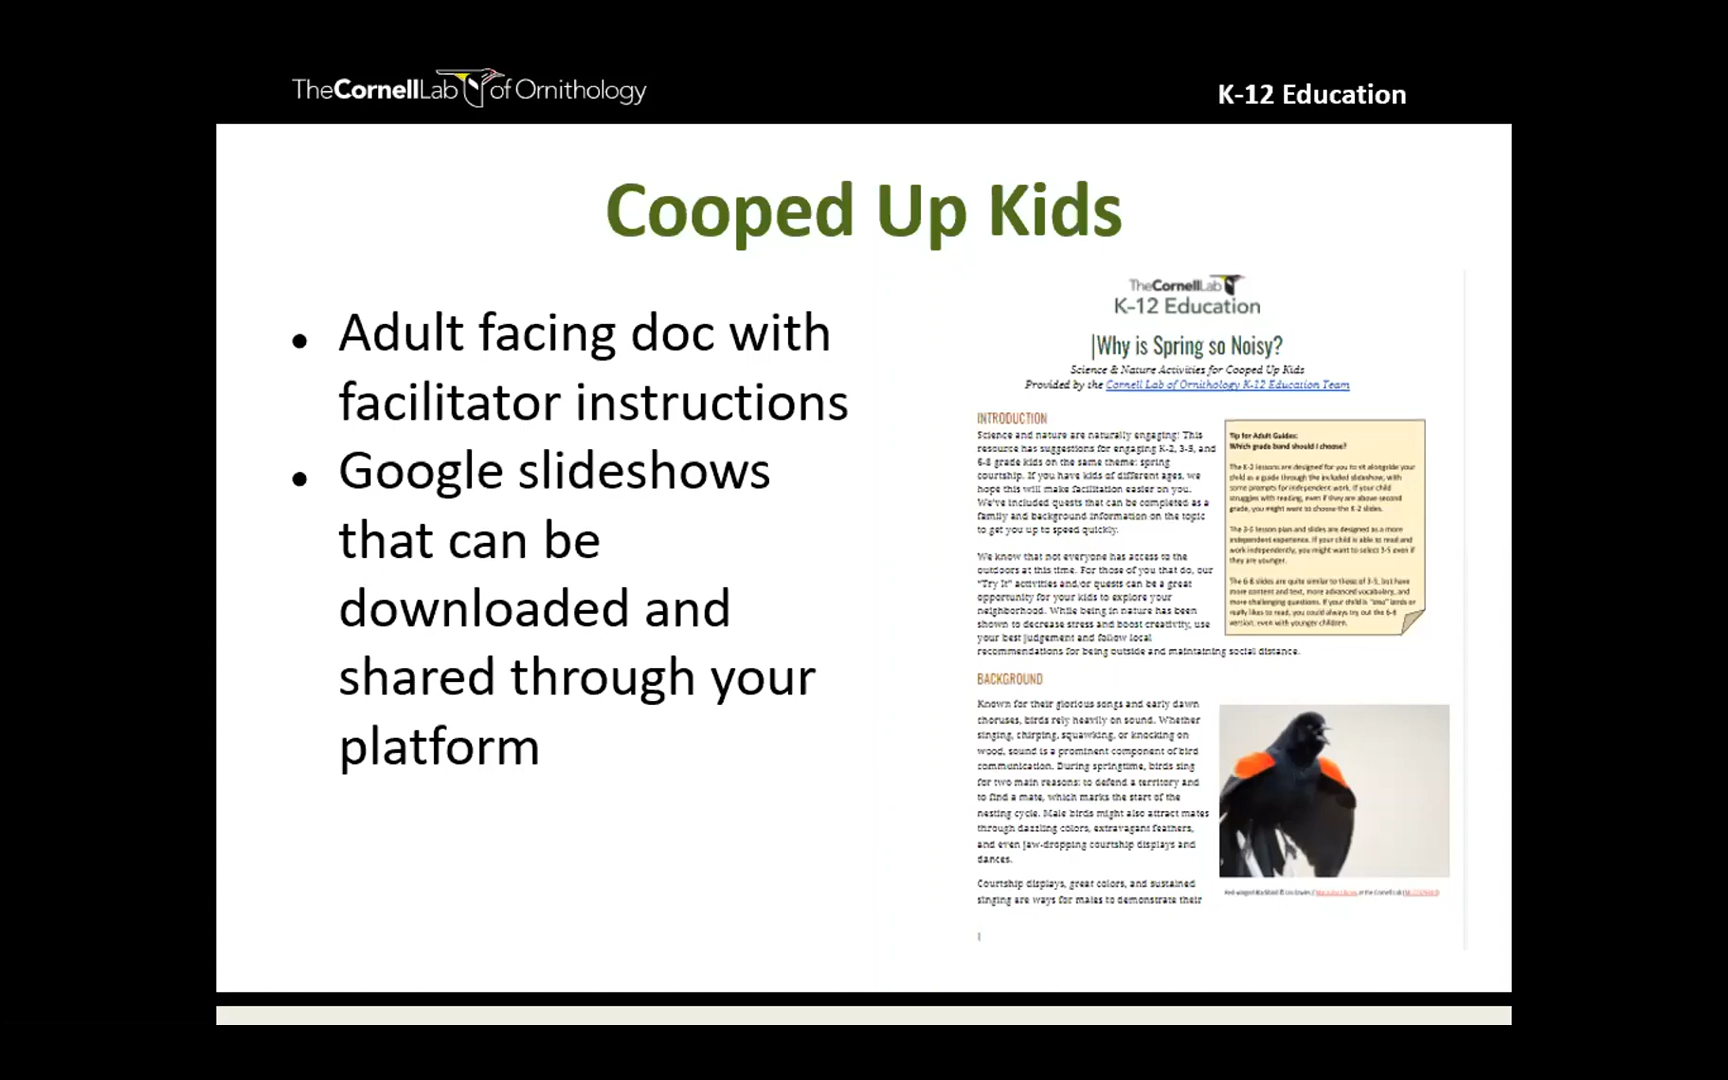 TheCornellLab of Ornithology
K-12 Education
Cooped Up Kids
• Adult facing doc with
facilitator instructions
• Google slideshows
that can be
downloaded and
shared through your
platform
TheCornellLab
K-12 Education
Why is Spring so Noisy?
Science & Nature Activities for Cooped Up Kids
Provided by the Cornell Lab of Ornithology K-12 Education Team
INTRODUCTION
Science and nature are naturally engaging! This
resource has suggestions for engaging K-2, 3-5, and
6-8 grade kids on the same theme: spring
courtship. If you have kids of different ages, we
hope this will make facilitation easier on you.
We've included quests that can be completed as a
family and background information on the topic
to get you up to speed quickly.
We know that not everyone has access to the
outdoors at this time. For those of you that do, our
"Try It" activities and/or quests can be a great
opportunity for your kids to explore your
neighborhood. While being in nature has been
shown to decrease stress and boost creativity, use
your best judgement and follow local
recommendations for being outside and maintaining social distance.
Tip for Adult Guides:
Which grade band should I choose?
The K-2 lessons are designed for you to sit alongside your
child as a guide through the included slideshow, with
some prompts for independent work. If your child
struggles with reading, even if they are above second
grade, you might want to choose the K-2 slides.
The 3-5 lesson plan and slides are designed as a more
independent experience. If your child is able to read and
work independently, you might want to select 3-5 even if
they are younger.
The 6-8 slides are quite similar to those of 3-5, but have
more content and text, more advanced vocabulary, and
more challenging questions. If your child is birds or
really likes to read, you could always try out the 6-8
version, even with younger children.
BACKGROUND
Known for their glorious songs and early dawn
choruses, birds rely heavily on sound. Whether
singing, chirping, squawking, or knocking on
wood, sound is a prominent component of bird
communication. During springtime, birds sing
for two main reasons: to defend a territory and
to find a mate, which marks the start of the
nesting cycle. Male birds might also attract mates
through dazzling colors, extravagant feathers,
and even jaw-dropping courtship displays and
dances.
Courtship displays, great colors, and sustained
singing are ways for males to demonstrate their
Red-winged Blackbird © at the Cornell Lab